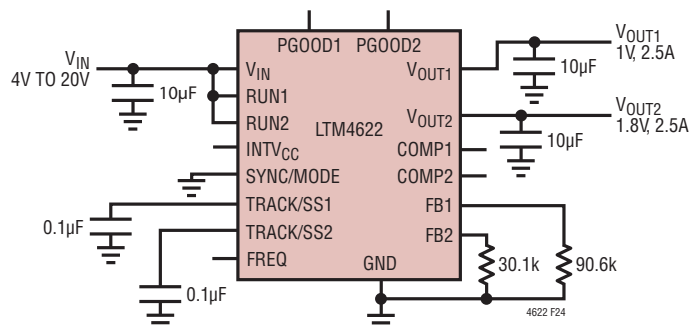 PGOOD1 PGOOD2
VIN
4V TO 20V
10µF
VIN
RUN1
RUN2
INTVCC
SYNC/MODE
TRACK/SS1
TRACK/SS2
FREQ
LTM4622
GND
VOUT1
VOUT2
COMP1
COMP2
FB1
FB2
VOUT1
1V, 2.5A
10µF
VOUT2
1.8V, 2.5A
10µF
0.1µF
0.1µF
30.1k
90.6k
4622 F24